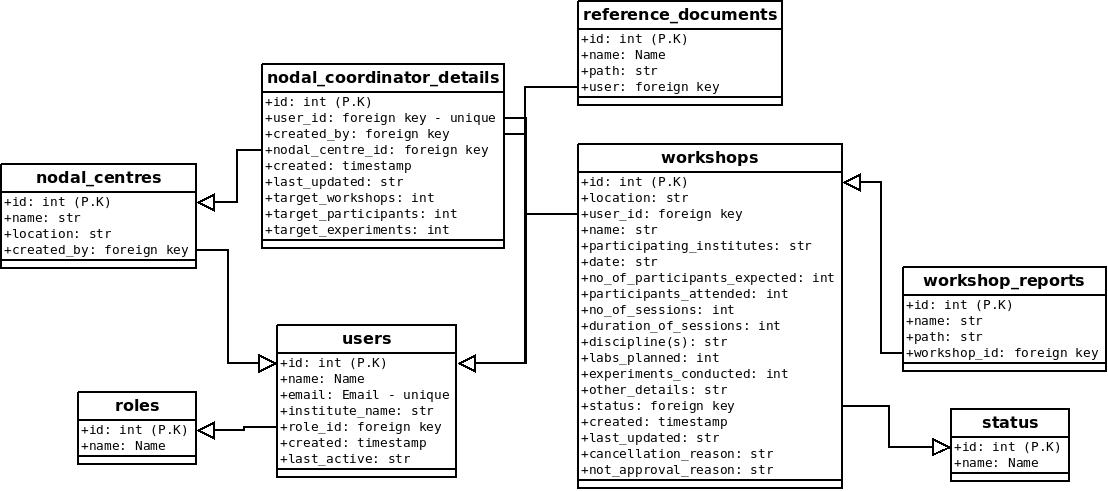 reference_documents
+id: int (P.K)
+name: Name
+path: str
+user: foreign key
nodal_coordinator_details
+id: int (P.K)
+user_id: foreign key - unique
+created_by: foreign key
+nodal_centre_id: foreign key
+created: timestamp
+last_updated: str
+target_workshops: int
+target_participants: int
+target_experiments: int
nodal_centres
+id: int (P.K)
+name: str
+location: str
+created_by: foreign key
workshops
+id: int (P.K)
+location: str
+user_id: foreign key
+name: str
+participating_institutes: str
+date: str
+no_of_participants_expected: int
+participants_attended: int
+no_of_sessions: int
+duration_of_sessions: int
+discipline(s): str
+labs_planned: int
+experiments_conducted: int
+other_details: str
+status: foreign key
+created: timestamp
+last_updated: str
+cancellation_reason: str
+not_approval_reason: str
workshop_reports
+id: int (P.K)
+name: str
+path: str
+workshop_id: foreign key
users
+id: int (P.K)
+name: Name
+email: Email - unique
+institute_name: str
+role_id: foreign key
+created: timestamp
+last_active: str
roles
+id: int (P.K)
+name: Name
status
+id: int (P.K)
+name: Name